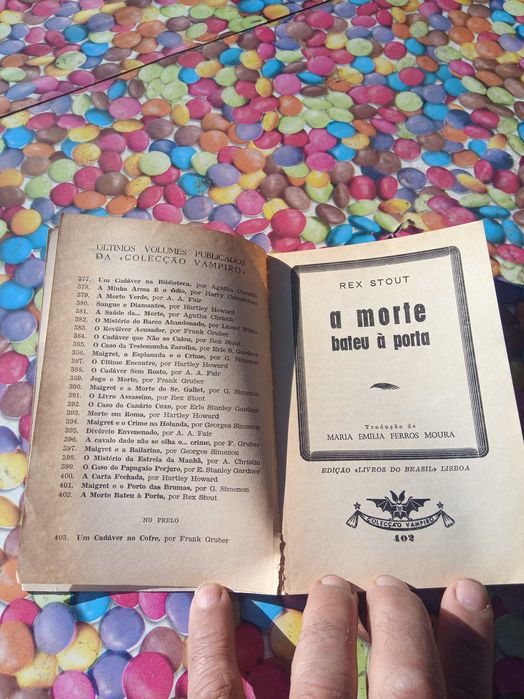 ÚLTIMOS VOLUMES PUBLICADOS
DA «COLECÇÃO VAMPIRO»
377. Um Cadáver na Biblioteca, por Agatha Christie
378. A Minha Arma É o Ódio, por Harry Carmichael
379. A Morte Verde, por A. A. Fair
380. Sangue e Diamantes, por Hartley Howard
381. A Saúde da... Morte, por Agatha Christie
382. O Mistério do Barco Abandonado, por Lionel White
383. O Revólver Acusador, por Frank Gruber
384. O Cadáver que Não se Calou, por Rex Stout
385. O Caso da Testemunha Zarolha, por Erle S. Gardner
386. Maigret, a Esplanada e o Crime, por G. Simenon
387. O Último Encontro, por Hartley Howard
388. O Cadáver Sem Rosto, por A. A. Fair
389. Jogo e Morte, por Frank Gruber
390. Maigret e a Morte do Sr. Gallet, por G. Simenon
391. O Livro Assassino, por Rex Stout
392. O Caso do Canário Coxo, por Erle Stanley Gardner
393. Morte em Roma, por Hartley Howard
394. Maigret e o Crime na Holanda, por Georges Simenon
395. Divórcio Envenenado, por A. A. Fair
396. A cavalo dado não se olha o... crime, por F. Gruber
397. Maigret e a Bailarina, por Georges Simenon
398. O Mistério da Estrela da Manhã, por A. Christie
399. O Caso do Papagaio Perjuro, por E. Stanley Gardner
400. A Carta Fechada, por Hartley Howard
401. Maigret e o Porto das Brumas, por G. Simenon
402. A Morte Bateu à Porta, por Rex Stout
NO PRELO
403. Um Cadáver no Cofre, por Frank Gruber
REX STOUT
a morte
bateu à porta
Tradução de
MARIA EMÍLIA FERROS MOURA
EDIÇÃO «LIVROS DO BRASIL» LISBOA
COLECÇÃO VAMPIRO
402